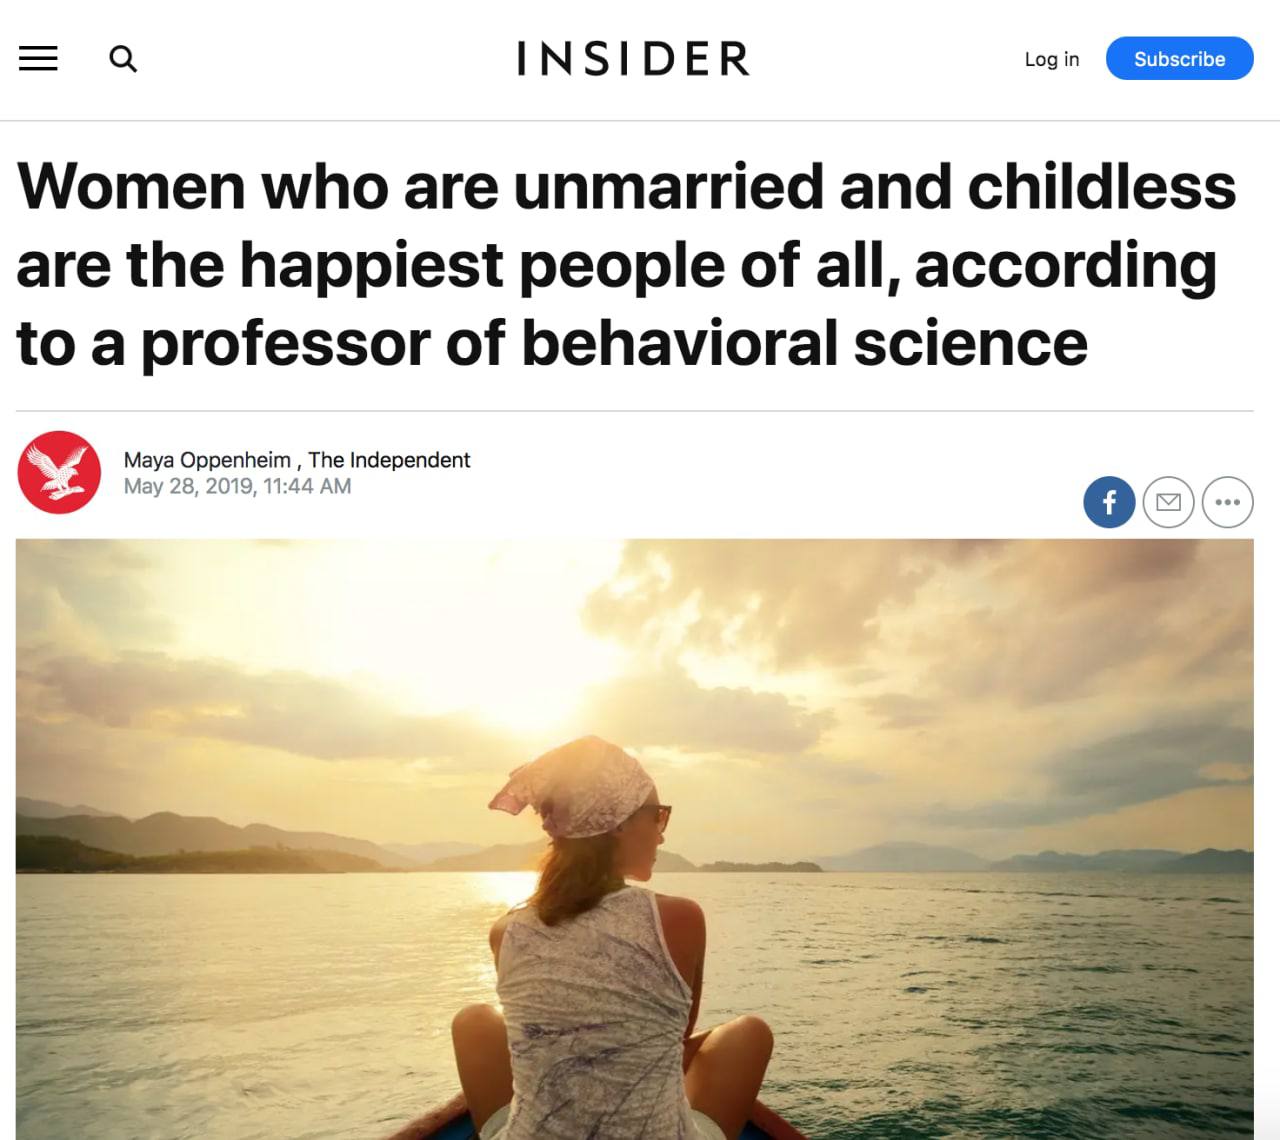 INSIDER
Log in
Subscribe
Women who are unmarried and childless
are the happiest people of all, according
to a professor of behavioral science
Maya Oppenheim , The Independent
May 28, 2019, 11:44 AM
f